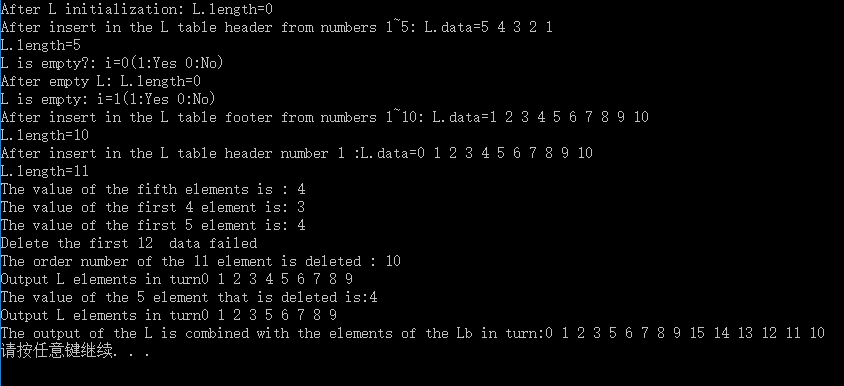 After L initialization: L.length=0
After insert in the L table header from numbers 1~5: L.data=5 4 3 2 1
L.length=5
L is empty?: i=0(1:Yes 0:No)
After empty L: L.length=0
L is empty: i=1(1:Yes 0:No)
After insert in the L table footer from numbers 1~10: L.data=1 2 3 4 5 6 7 8 9 10
L.length=10
After insert in the L table header number 1 :L.data=0 1 2 3 4 5 6 7 8 9 10
L.length=11
The value of the fifth elements is : 4
The value of the first 4 element is: 3
The value of the first 5 element is: 4
Delete the first 12  data failed
The order number of the 11 element is deleted : 10
Output L elements in turn0 1 2 3 4 5 6 7 8 9
The value of the 5 element that is deleted is:4
Output L elements in turn0 1 2 3 5 6 7 8 9
The output of the L is combined with the elements of the Lb in turn:0 1 2 3 5 6 7 8 9 15 14 13 12 11 10
请按任意键继续. . .